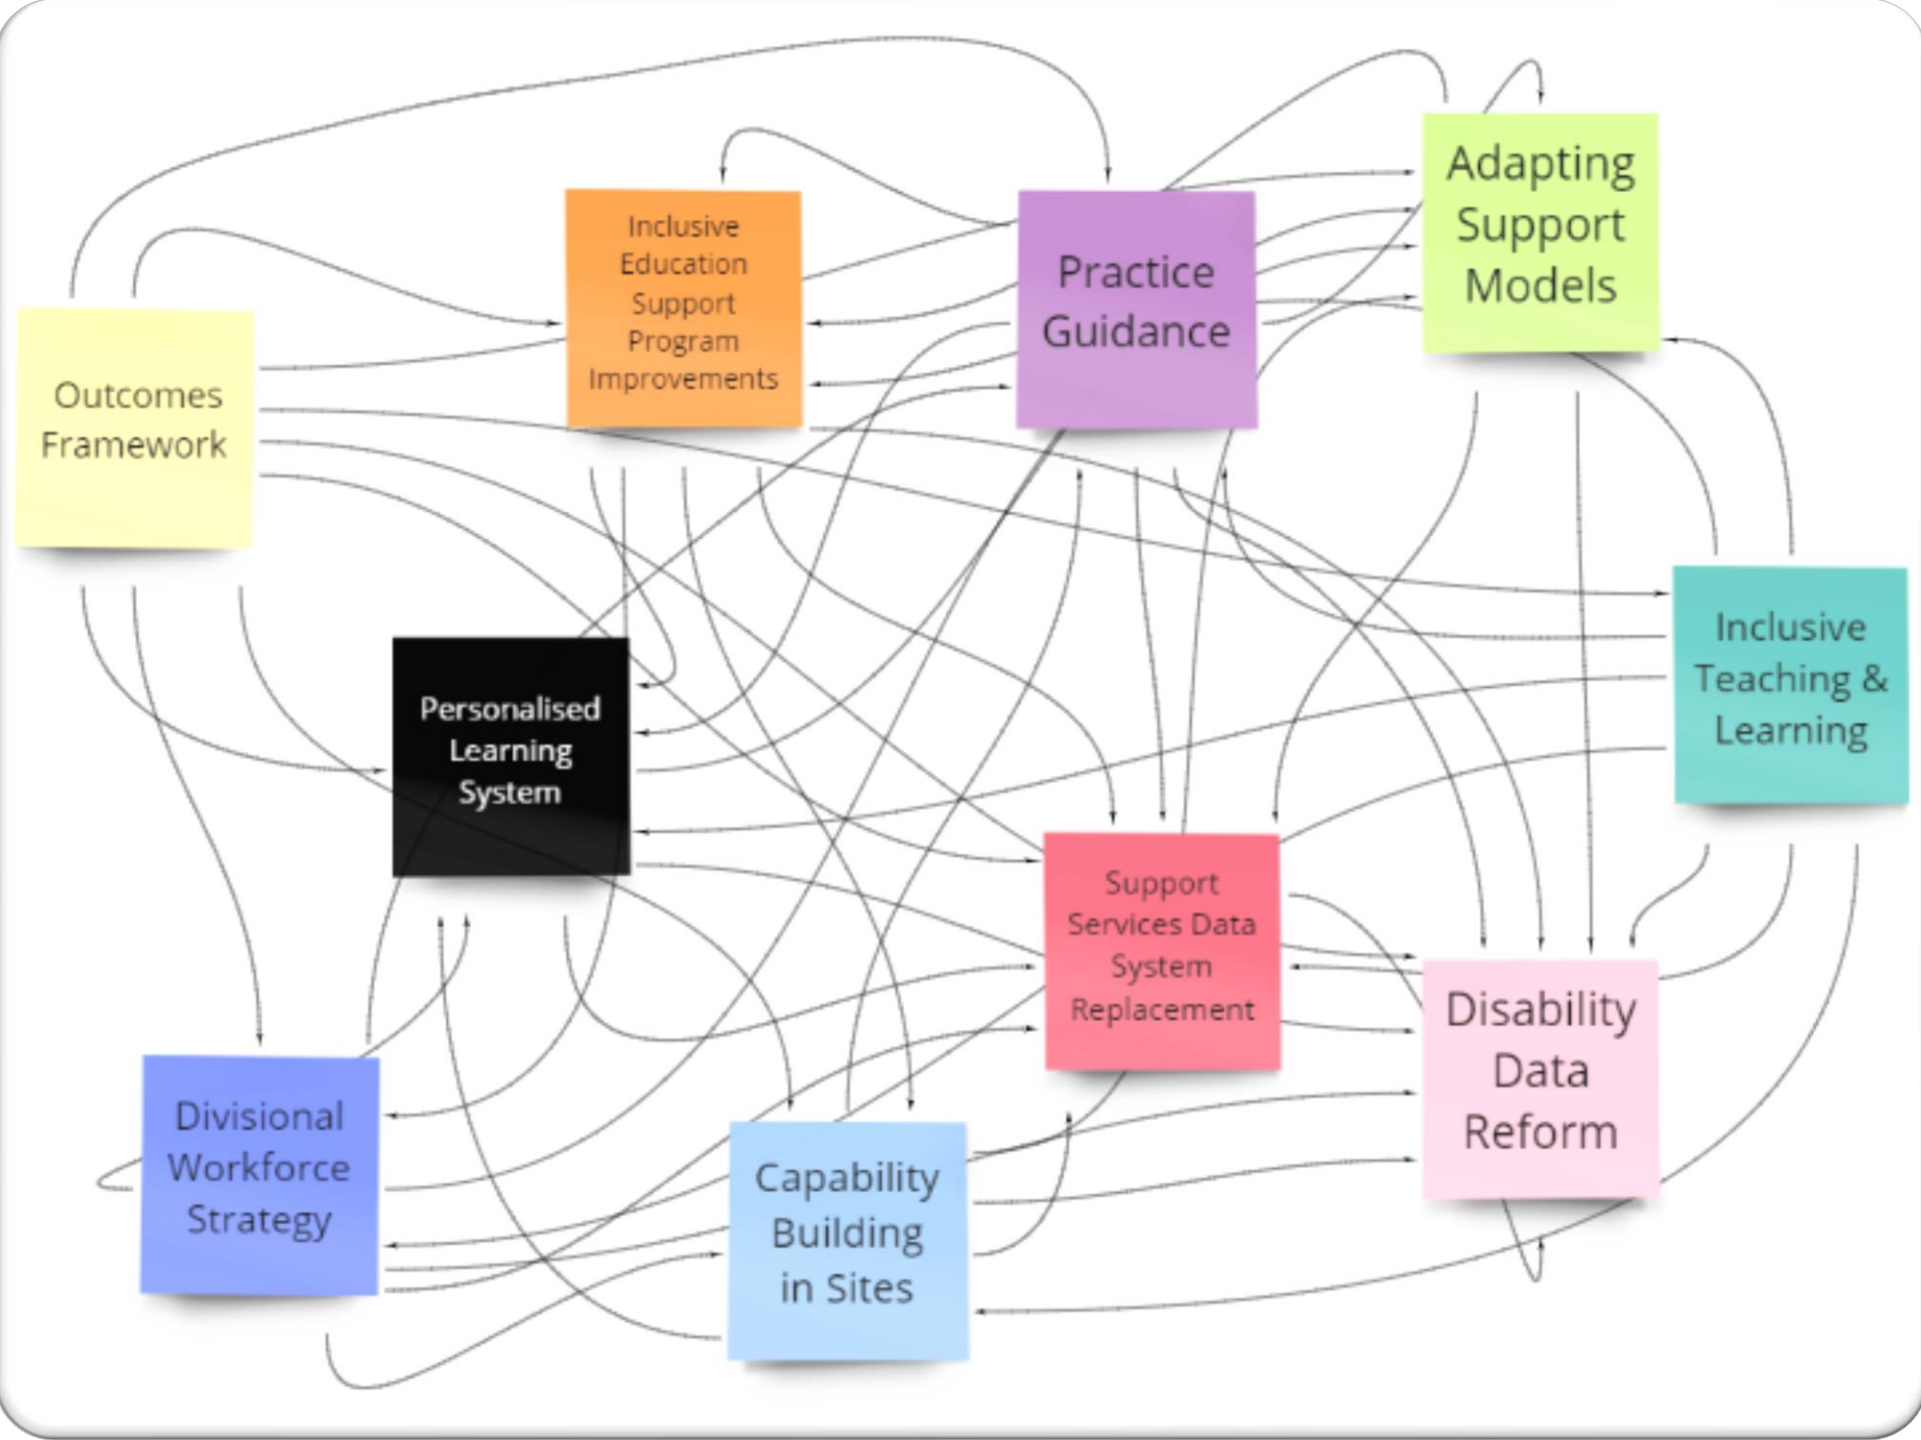 Adapting
Support
Models
Inclusive
Education
Support
Program
Improvements
Practice
Guidance
Outcomes
Framework
Inclusive
Teaching &
Learning
Personalised
Learning
System
Support
Services Data
System
Replacement
Disability
Data
Reform
Divisional
Workforce
Strategy
Capability
Building
in Sites